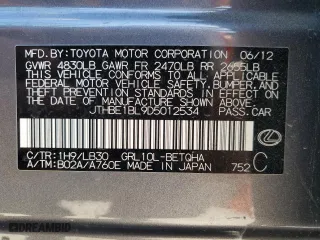 MFD.BY:TOYOTA MOTOR CORPORATION 06/12
GVWR 4830LB GAWR FR 2470LB RR 2655LB
THIS VEHICLE CONFORMS TO ALL APPLICABLE
FEDERAL MOTOR VEHICLE SAFETY, BUMPER, AND
THEFT PREVENTION STANDARDS IN EFFECT ON
THE DATE OF MANUFACTURE SHOWN ABOVE.
JTHBE1BL9D5012534 PASS.CAR
C/TR:1H9/LB30 GRL10L-BETQHA C
A/TM:B02A/A760E MADE IN JAPAN 752